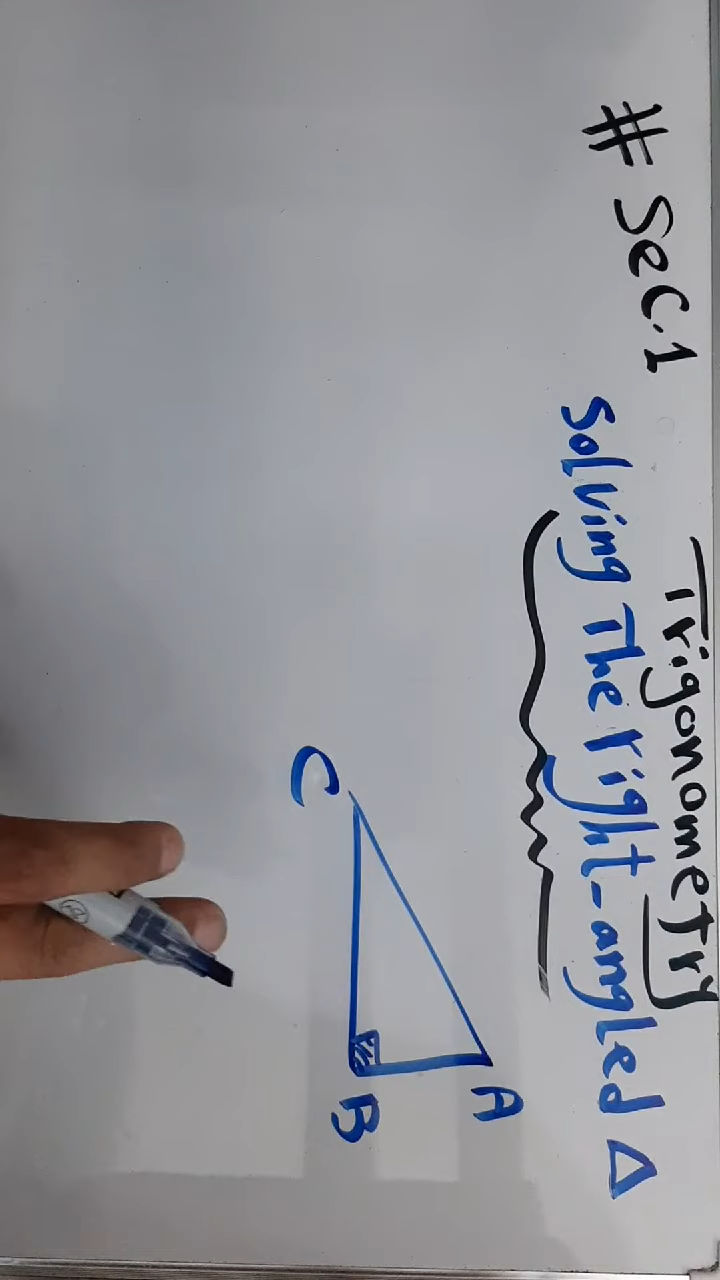 # Sec.1
Trigonometry
Solving The right-angled Δ
A
C
B